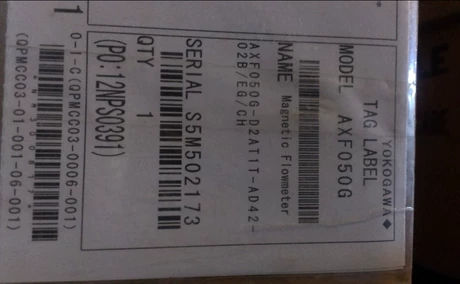 YOKOGAWA◆
TAG LABEL
MODEL AXF050G
NAME Magnetic Flowmeter
AXF050G-D2AT1T-AD42-
02B/EG/CH
SERIAL S5M502173
QTY 1
(PO:12NPS0391)
1
0-I-C(QPMCC03-0006-001)
(QPMCC03-01-001-06-001)